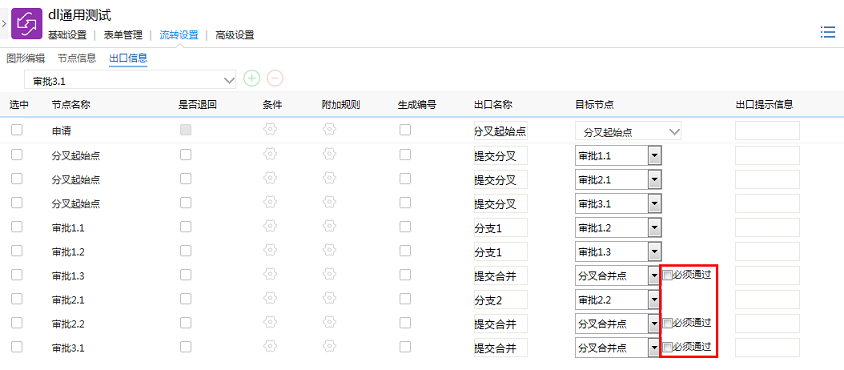 dl通用测试
基础设置 | 表单管理 | 流转设置 | 高级设置
图形编辑 节点信息 出口信息
审批3.1
选中 节点名称 是否退回 条件 附加规则 生成编号 出口名称 目标节点 出口提示信息
申请 分叉起始点 分叉起始点
分叉起始点 提交分叉 审批1.1
分叉起始点 提交分叉 审批2.1
分叉起始点 提交分叉 审批3.1
审批1.1 分支1 审批1.2
审批1.2 分支1 审批1.3
审批1.3 提交合并 分叉合并点 必须通过
审批2.1 分支2 审批2.2
审批2.2 提交合并 分叉合并点 必须通过
审批3.1 提交合并 分叉合并点 必须通过